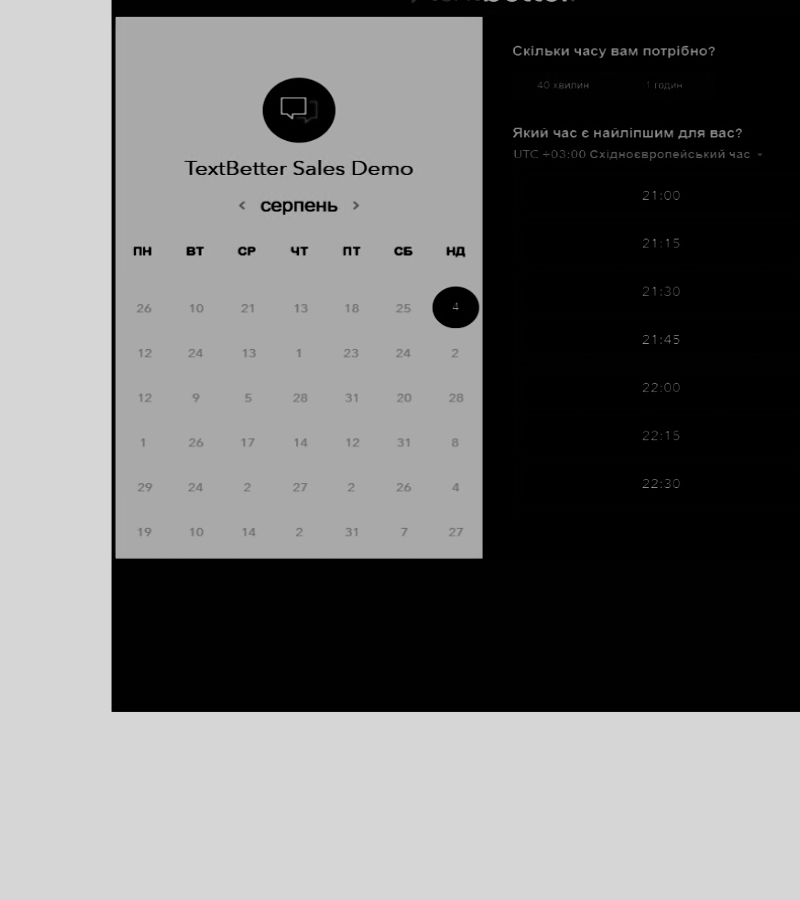 TextBetter Sales Demo
‹ серпень ›
ПН ВТ СР ЧТ ПТ СБ НД
26 10 21 13 18 25 4
12 24 13 1 23 24 2
12 9 5 28 31 20 28
1 26 17 14 12 31 8
29 24 2 27 2 26 4
19 10 14 2 31 7 27
Скільки часу вам потрібно?
40 хвилин 1 годин
Який час є найліпшим для вас?
UTC +03:00 Східноєвропейський час
21:00
21:15
21:30
21:45
22:00
22:15
22:30